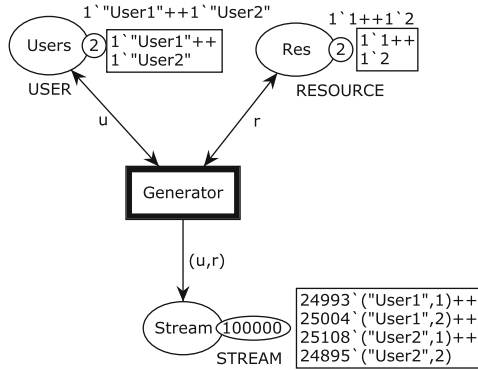 1`"User1"++1`"User2"
Users
2
1`"User1"++
1`"User2"
USER
1`1++1`2
Res
2
1`1++
1`2
RESOURCE
u
r
Generator
(u,r)
Stream
100000
STREAM
24993`("User1",1)++
25004`("User1",2)++
25108`("User2",1)++
24895`("User2",2)